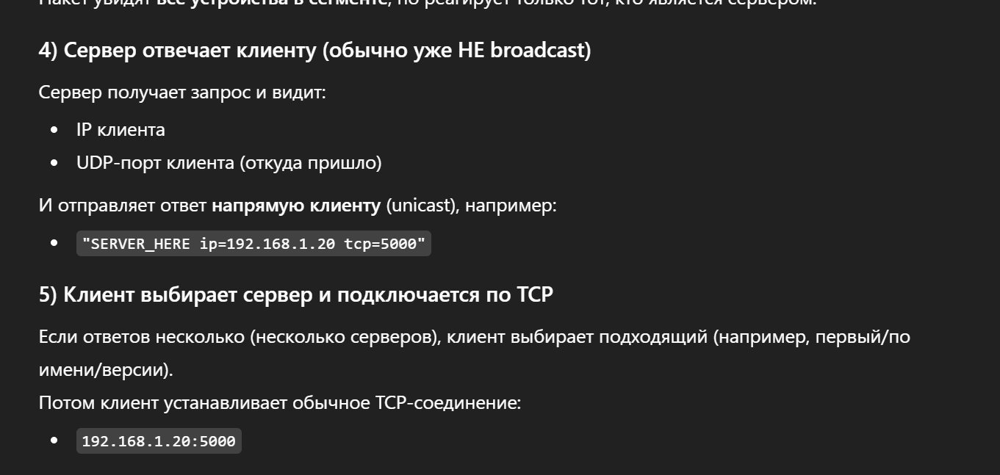 Пакет увидят все устройства в сегменте, но реагирует только тот, кто является сервером.
4) Сервер отвечает клиенту (обычно уже НЕ broadcast)
Сервер получает запрос и видит:
• IP клиента
• UDP-порт клиента (откуда пришло)
И отправляет ответ напрямую клиенту (unicast), например:
• "SERVER_HERE ip=192.168.1.20 tcp=5000"
5) Клиент выбирает сервер и подключается по TCP
Если ответов несколько (несколько серверов), клиент выбирает подходящий (например, первый/по
имени/версии).
Потом клиент устанавливает обычное TCP-соединение:
• 192.168.1.20:5000